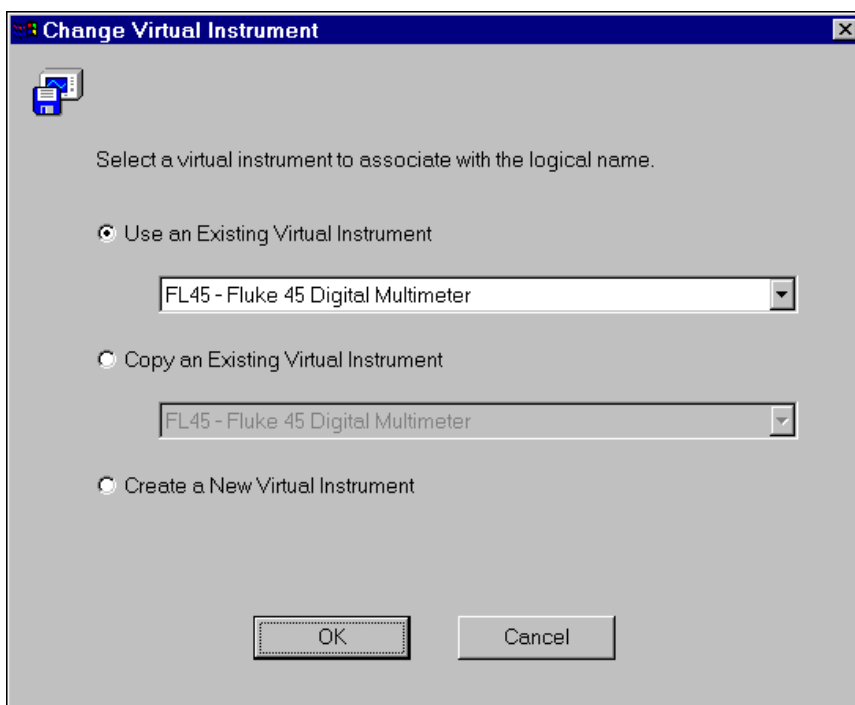 Change Virtual Instrument
Select a virtual instrument to associate with the logical name.
Use an Existing Virtual Instrument
FL45 - Fluke 45 Digital Multimeter
Copy an Existing Virtual Instrument
FL45 - Fluke 45 Digital Multimeter
Create a New Virtual Instrument
OK Cancel